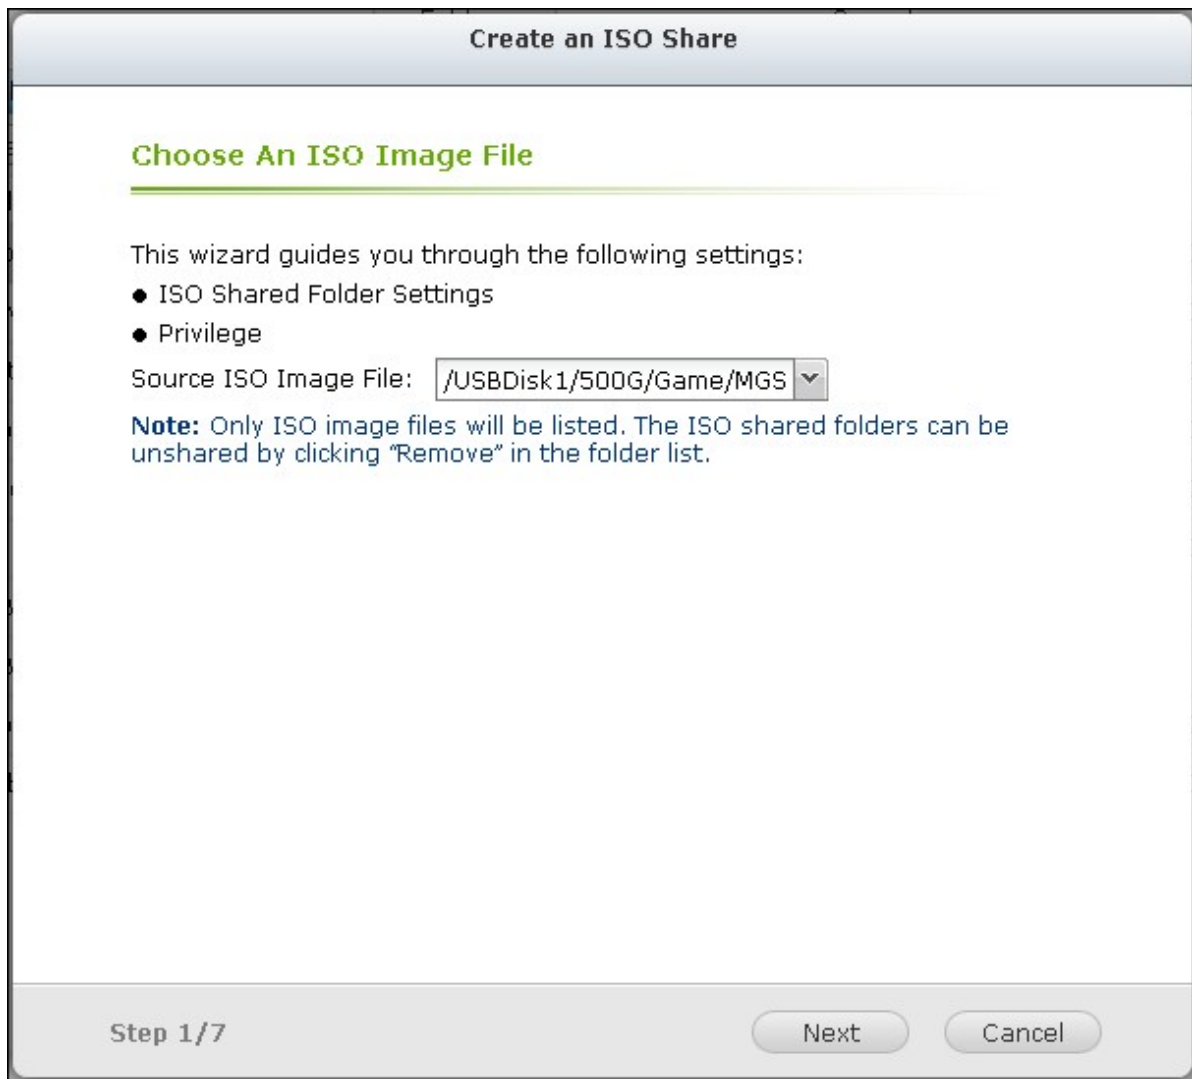 Create an ISO Share
Choose An ISO Image File
This wizard guides you through the following settings:
● ISO Shared Folder Settings
● Privilege
Source ISO Image File: /USBDisk1/500G/Game/MGS
Note: Only ISO image files will be listed. The ISO shared folders can be
unshared by clicking "Remove" in the folder list.
Step 1/7 Next Cancel